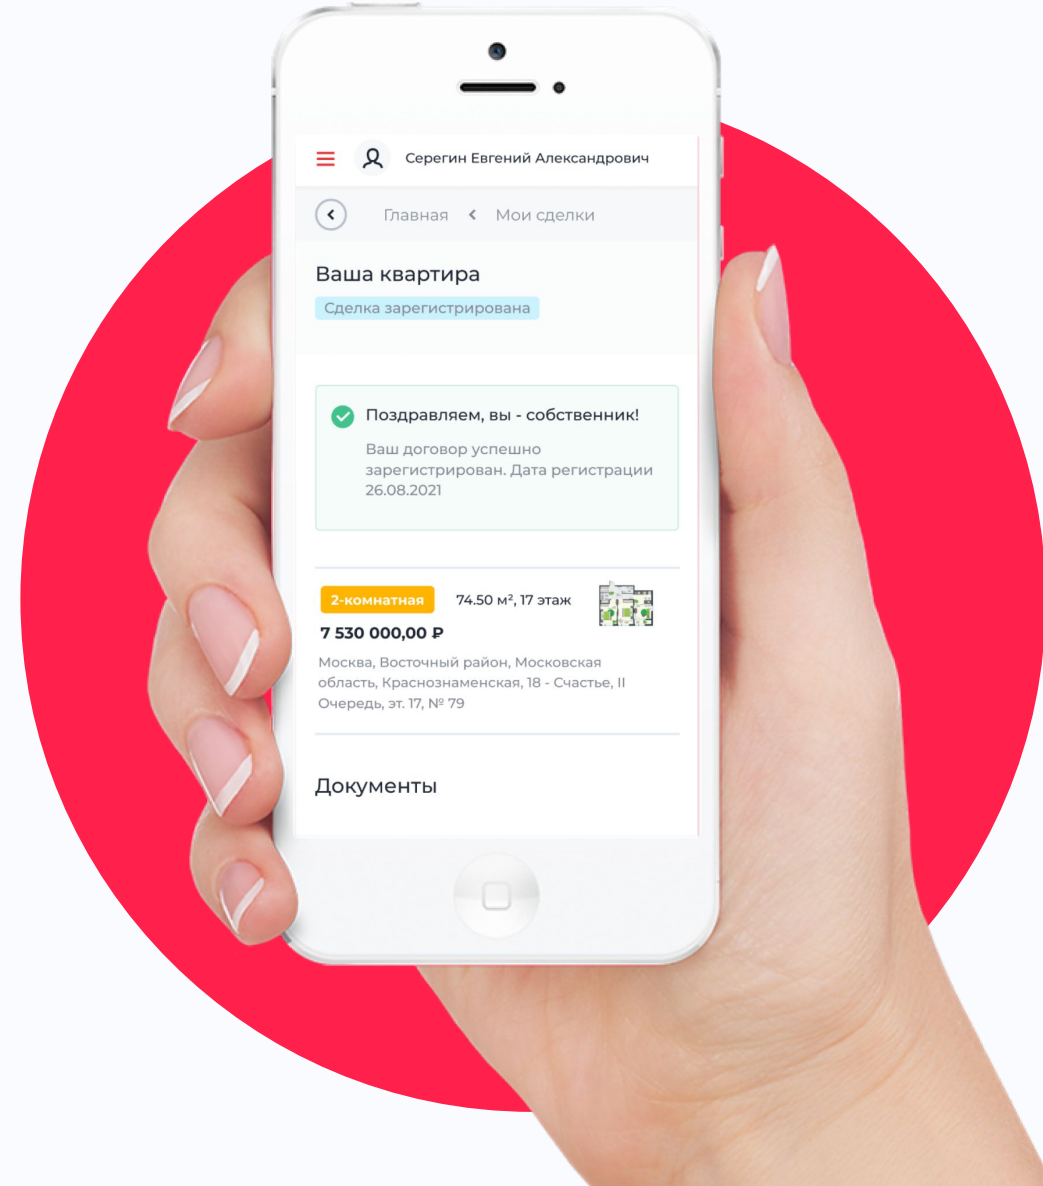 Серегин Евгений Александрович
Главная < Мои сделки
Ваша квартира
Сделка зарегистрирована
Поздравляем, вы - собственник!
Ваш договор успешно
зарегистрирован. Дата регистрации
26.08.2021
2-комнатная 74.50 м², 17 этаж
7 530 000,00 ₽
Москва, Восточный район, Московская
область, Краснознаменская, 18 - Счастье, II
Очередь, эт. 17, № 79
Документы